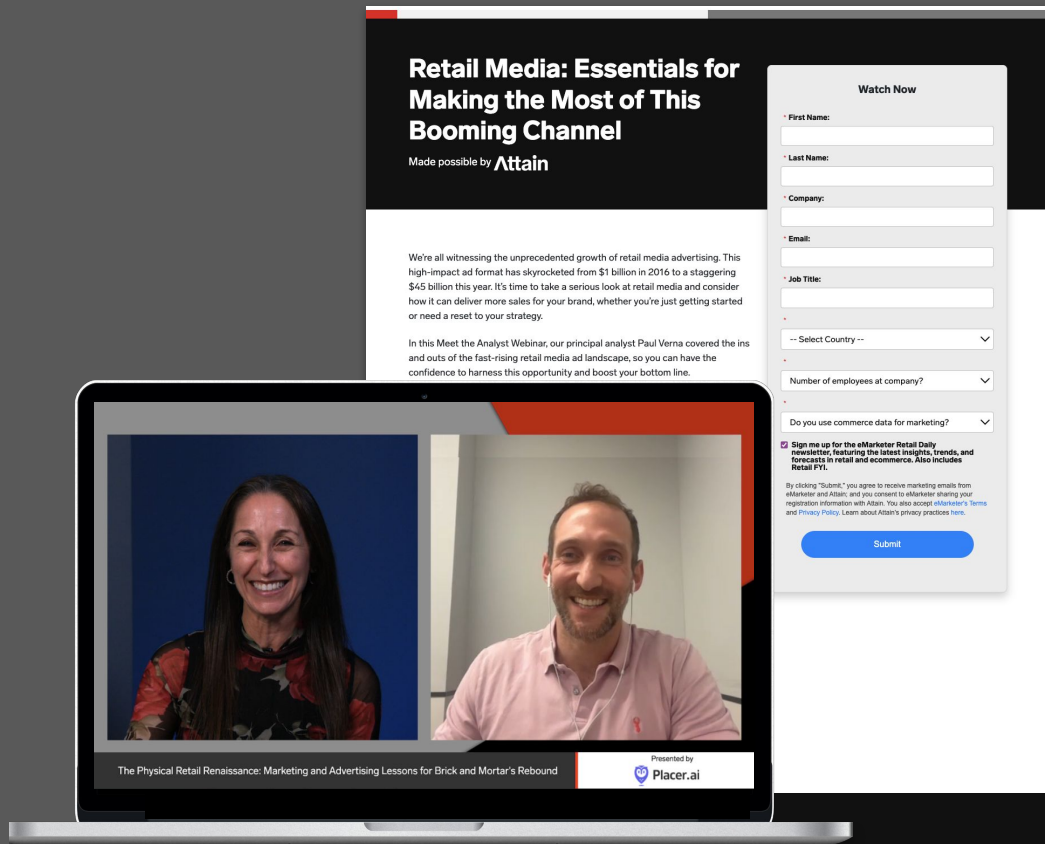 Retail Media: Essentials for
Making the Most of This
Booming Channel
Made possible by Attain
We're all witnessing the unprecedented growth of retail media advertising. This
high-impact ad format has skyrocketed from $1 billion in 2016 to a staggering
$45 billion this year. It's time to take a serious look at retail media and consider
how it can deliver more sales for your brand, whether you're just getting started
or need a reset to your strategy.
In this Meet the Analyst Webinar, our principal analyst Paul Verna covered the ins
and outs of the fast-rising retail media ad landscape, so you can have the
confidence to harness this opportunity and boost your bottom line.
Watch Now
* First Name:
* Last Name:
* Company:
* Email:
* Job Title:
*
-- Select Country --
*
Number of employees at company?
*
Do you use commerce data for marketing?
Sign me up for the eMarketer Retail Daily
newsletter, featuring the latest insights, trends, and
forecasts in retail and ecommerce. Also includes
Retail FYI.
By clicking "Submit," you agree to receive marketing emails from
eMarketer and Attain; and you consent to eMarketer sharing your
registration information with Attain. You also accept eMarketer's Terms
and Privacy Policy. Learn about Attain's privacy practices here.
Submit
The Physical Retail Renaissance: Marketing and Advertising Lessons for Brick and Mortar's Rebound
Presented by
Placer.ai